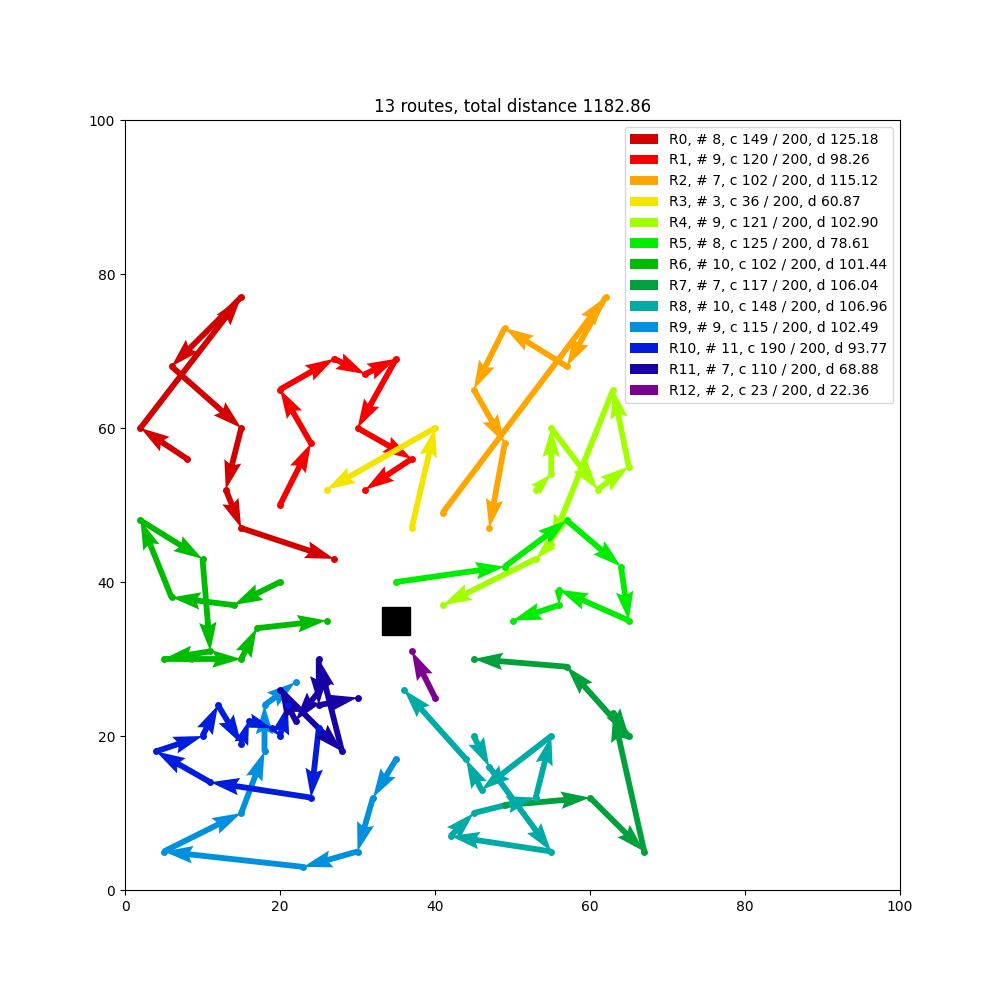 13 routes, total distance 1182.86
R0, # 8, c 149 / 200, d 125.18
R1, # 9, c 120 / 200, d 98.26
R2, # 7, c 102 / 200, d 115.12
R3, # 3, c 36 / 200, d 60.87
R4, # 9, c 121 / 200, d 102.90
R5, # 8, c 125 / 200, d 78.61
R6, # 10, c 102 / 200, d 101.44
R7, # 7, c 117 / 200, d 106.04
R8, # 10, c 148 / 200, d 106.96
R9, # 9, c 115 / 200, d 102.49
R10, # 11, c 190 / 200, d 93.77
R11, # 7, c 110 / 200, d 68.88
R12, # 2, c 23 / 200, d 22.36
100
80
60
40
20
0
0 20 40 60 80 100